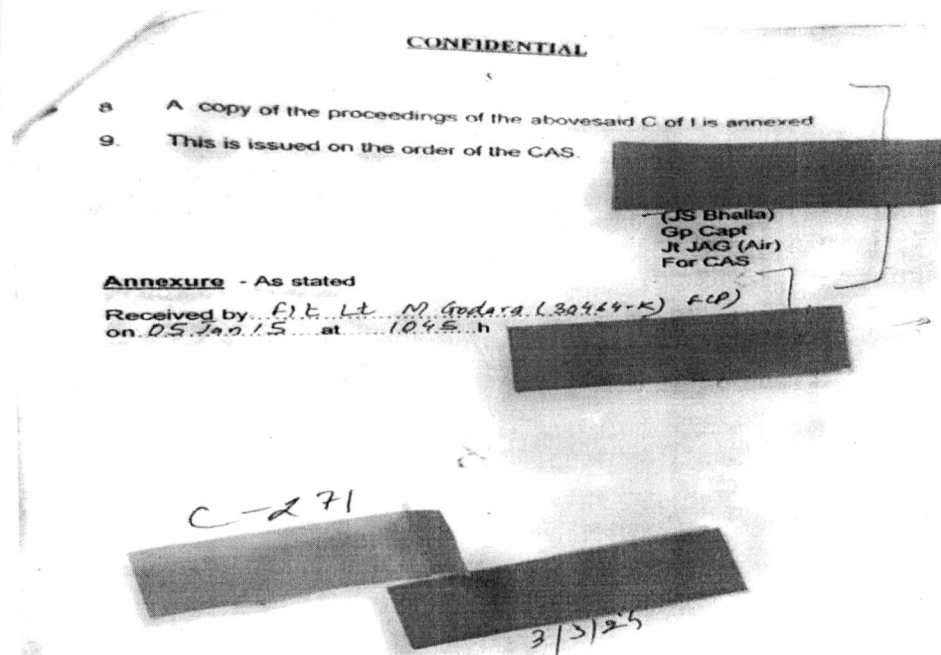 CONFIDENTIAL
8 A copy of the proceedings of the abovesaid C of I is annexed
9. This is issued on the order of the CAS.
(JS Bhalla)
Gp Capt
Jt JAG (Air)
For CAS
Annexure - As stated
Received by Flt Lt M Godara (30464-K) F(P)
on 05 Jan 15 at 1045 h
C-271
3/3/25